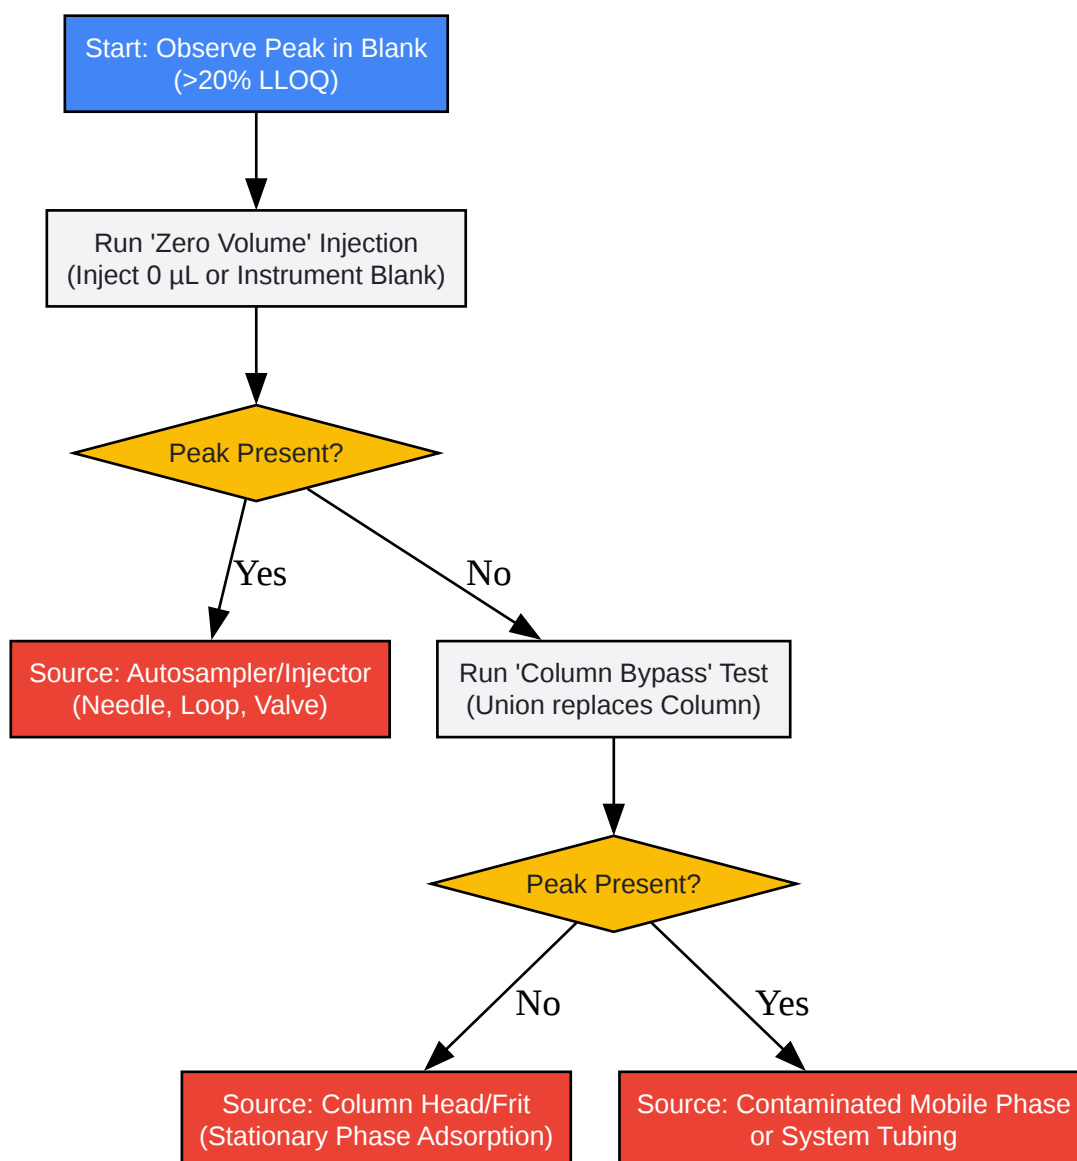 Start: Observe Peak in Blank
(>20% LLOQ)
Run 'Zero Volume' Injection
(Inject 0 µL or Instrument Blank)
Peak Present?
Yes
No
Source: Autosampler/Injector
(Needle, Loop, Valve)
Run 'Column Bypass' Test
(Union replaces Column)
Peak Present?
No
Yes
Source: Column Head/Frit
(Stationary Phase Adsorption)
Source: Contaminated Mobile Phase
or System Tubing